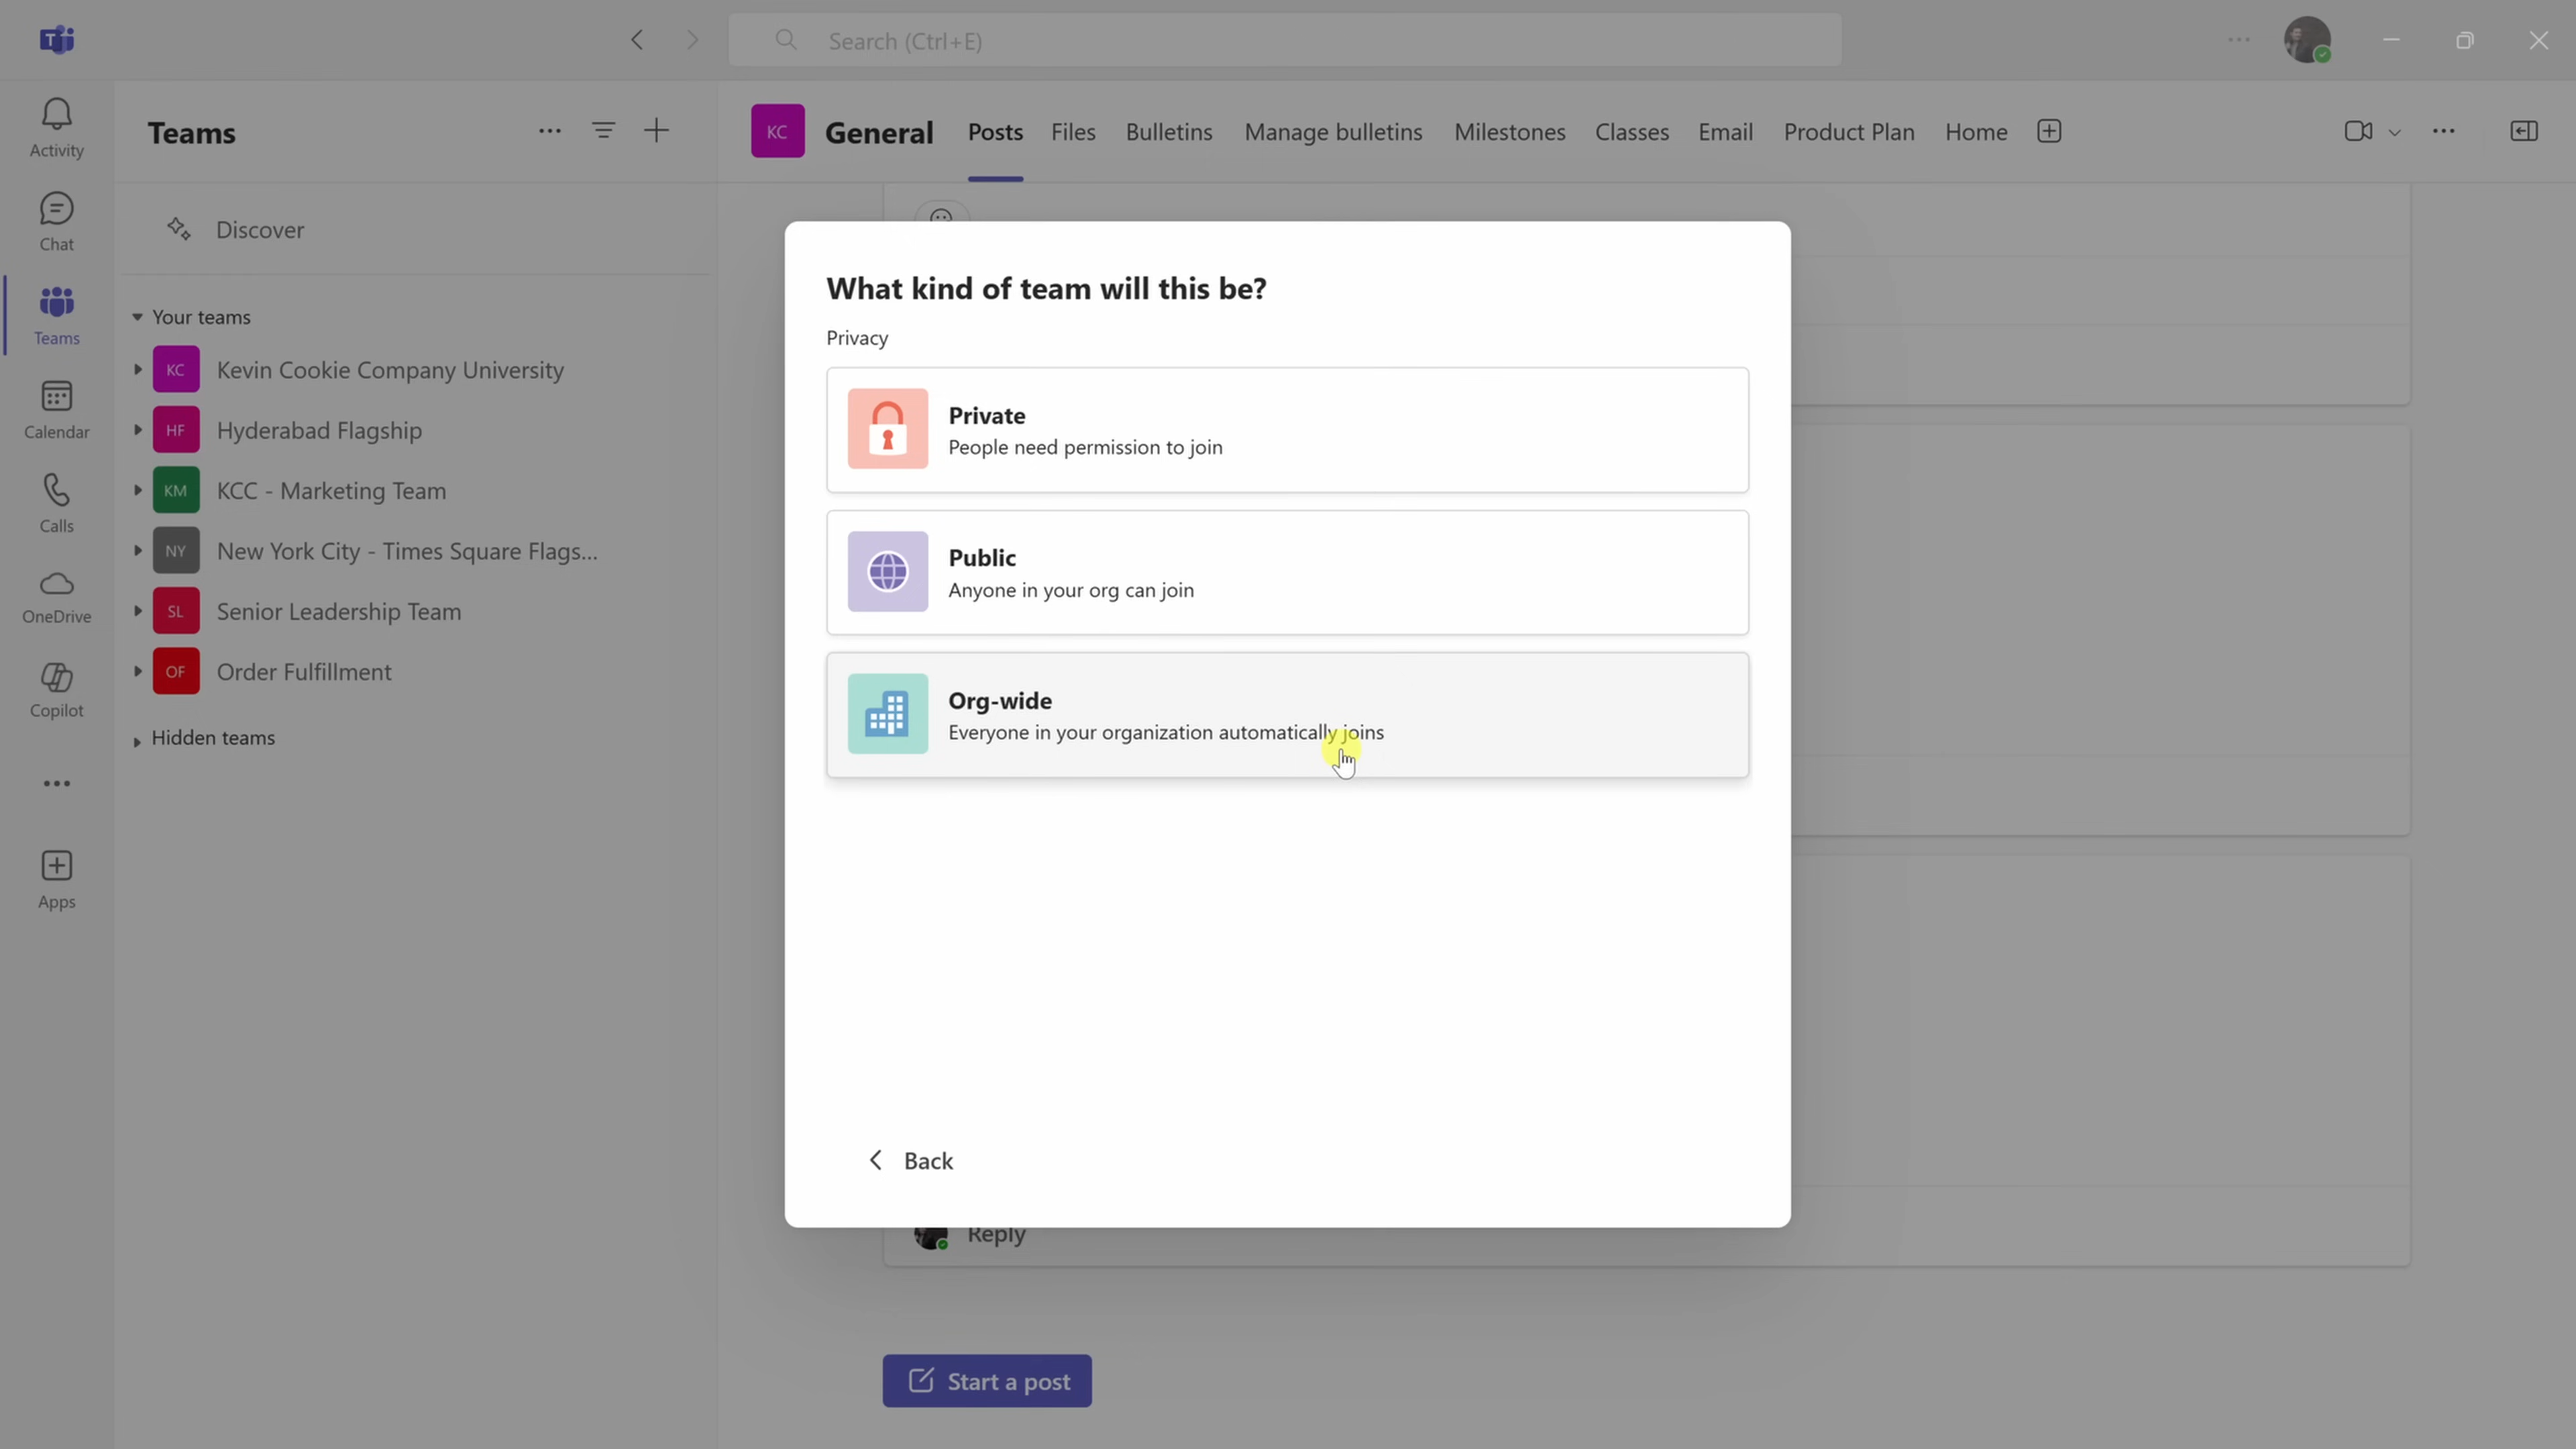 Search (Ctrl+E)
Activity
Chat
Teams
Calendar
Calls
OneDrive
Copilot
Apps
Teams
Discover
Your teams
KC Kevin Cookie Company University
HF Hyderabad Flagship
KM KCC - Marketing Team
NY New York City - Times Square Flags...
SL Senior Leadership Team
OF Order Fulfillment
Hidden teams
KC General Posts Files Bulletins Manage bulletins Milestones Classes Email Product Plan Home
What kind of team will this be?
Privacy
Private
People need permission to join
Public
Anyone in your org can join
Org-wide
Everyone in your organization automatically joins
Back
Reply
Start a post